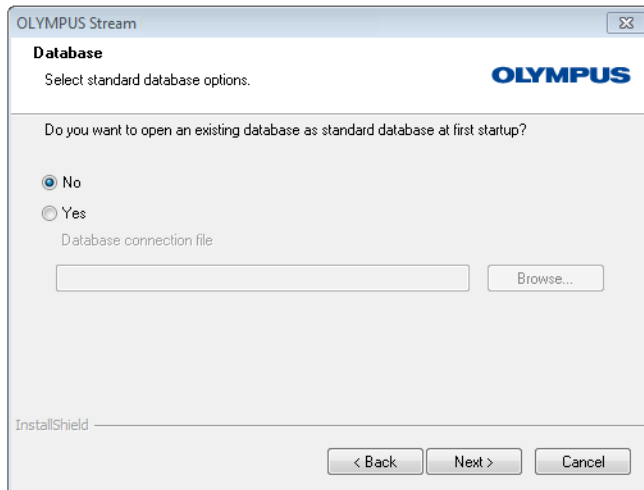 OLYMPUS Stream
Database
Select standard database options.
OLYMPUS
Do you want to open an existing database as standard database at first startup?
No
Yes
Database connection file
Browse...
InstallShield
< Back
Next >
Cancel